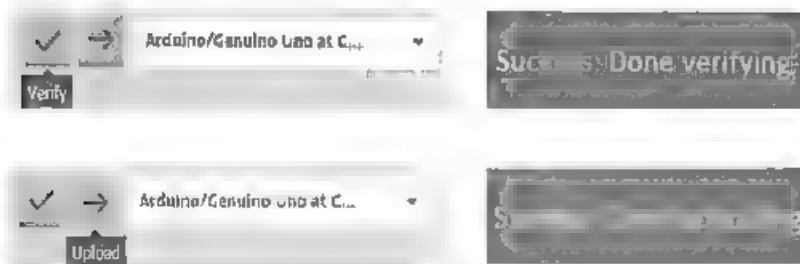 Arduino/Genuino Uno at C...
Verify
Success: Done verifying
Arduino/Genuino Uno at C...
Upload